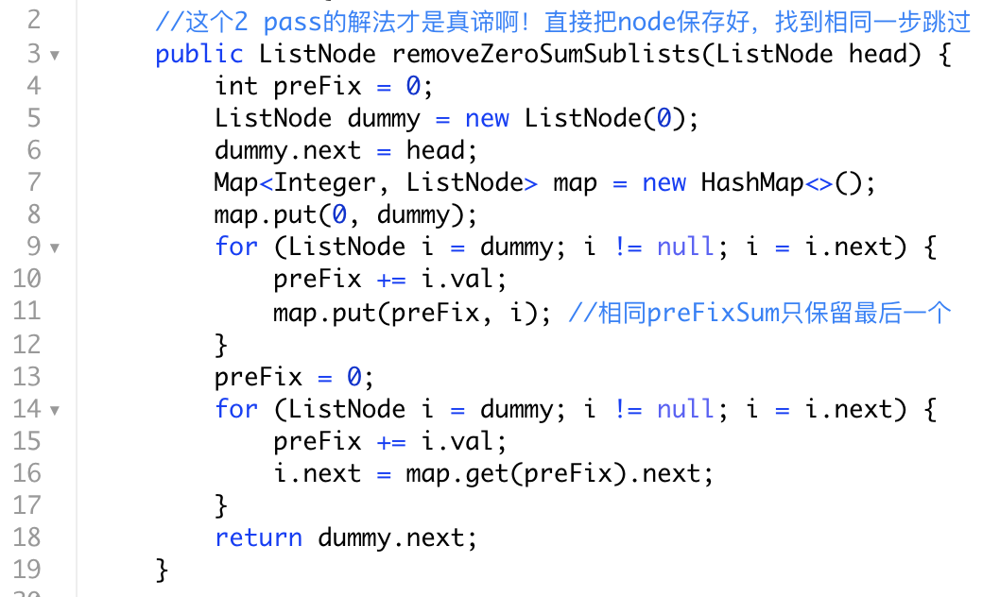 2 //这个2 pass的解法才是真谛啊！直接把node保存好，找到相同一步跳过
3 public ListNode removeZeroSumSublists(ListNode head) {
4 int preFix = 0;
5 ListNode dummy = new ListNode(0);
6 dummy.next = head;
7 Map<Integer, ListNode> map = new HashMap<>();
8 map.put(0, dummy);
9 for (ListNode i = dummy; i != null; i = i.next) {
10 preFix += i.val;
11 map.put(preFix, i); //相同preFixSum只保留最后一个
12 }
13 preFix = 0;
14 for (ListNode i = dummy; i != null; i = i.next) {
15 preFix += i.val;
16 i.next = map.get(preFix).next;
17 }
18 return dummy.next;
19 }